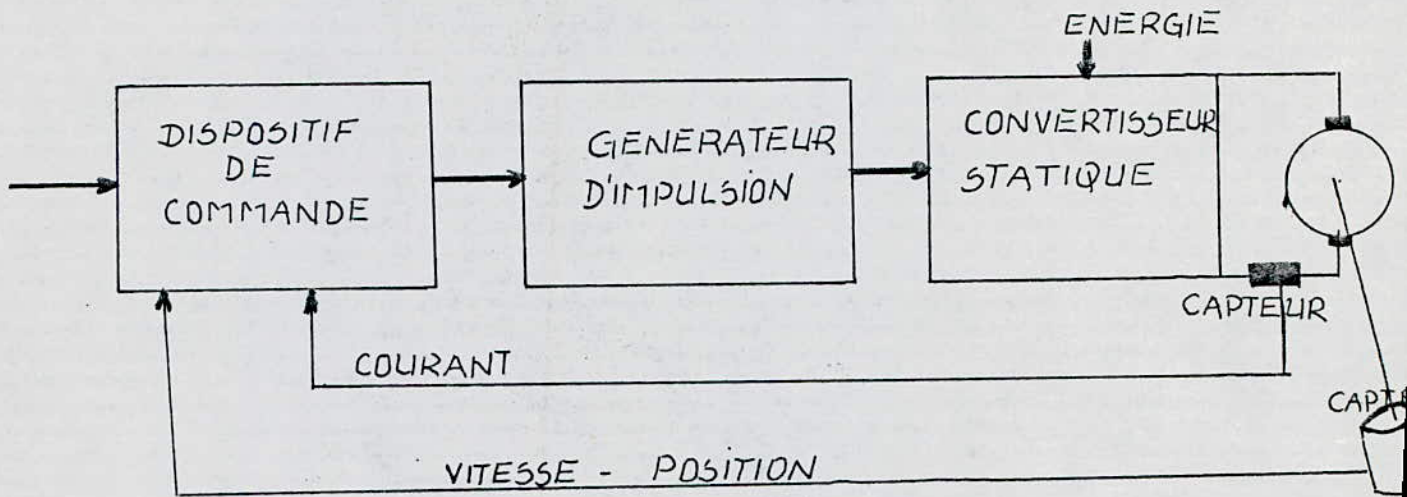 ENERGIE
DISPOSITIF
DE
COMMANDE
GENERATEUR
D'IMPULSION
CONVERTISSEUR
STATIQUE
CAPTEUR
COURANT
VITESSE - POSITION